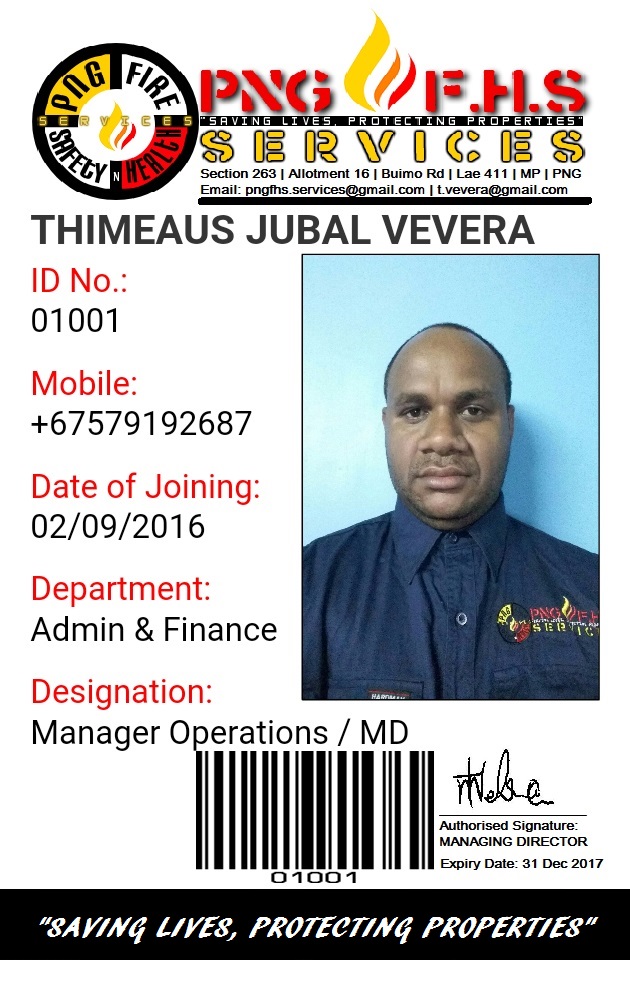 PNG FIRE
SERVICES
SAFETY N HEALTH
PNG F.H.S
"SAVING LIVES, PROTECTING PROPERTIES"
SERVICES
Section 263 | Allotment 16 | Buimo Rd | Lae 411 | MP | PNG
Email: pngfhs.services@gmail.com | t.vevera@gmail.com
THIMEAUS JUBAL VEVERA
ID No.:
01001
Mobile:
+67579192687
Date of Joining:
02/09/2016
Department:
Admin & Finance
PNG F.H.
SERVIC
HARDMAN
Designation:
Manager Operations / MD
01001
Authorised Signature:
MANAGING DIRECTOR
Expiry Date: 31 Dec 2017
"SAVING LIVES, PROTECTING PROPERTIES"